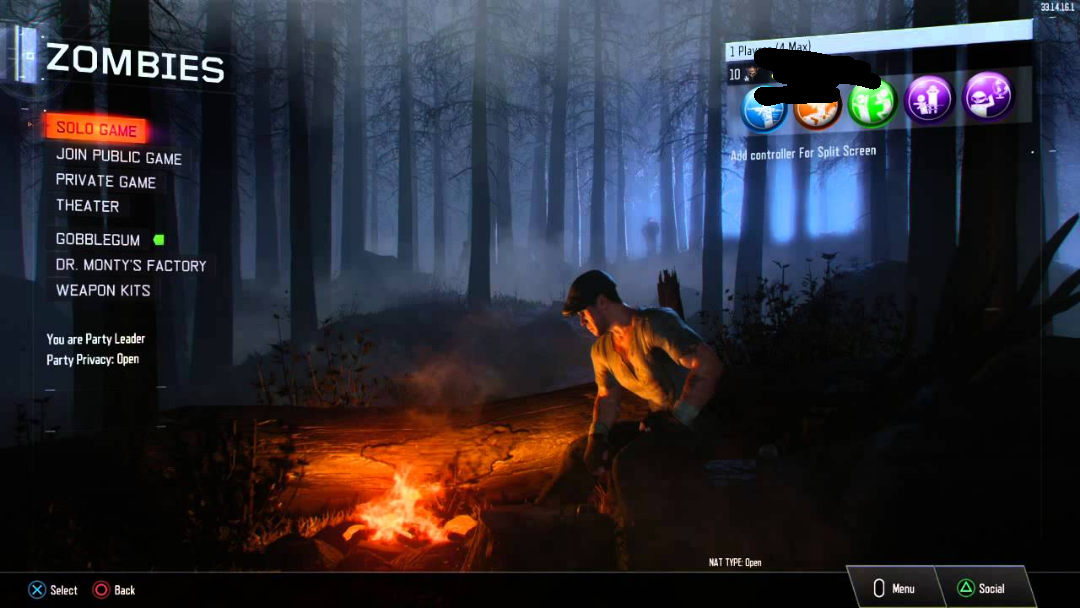 33.14.16.1
ZOMBIES
1 Player (4 Max)
10
SOLO GAME
JOIN PUBLIC GAME
PRIVATE GAME
THEATER
GOBBLEGUM
DR. MONTY'S FACTORY
WEAPON KITS
Add controller For Split Screen
You are Party Leader
Party Privacy: Open
NAT TYPE: Open
Select
Back
Menu
Social